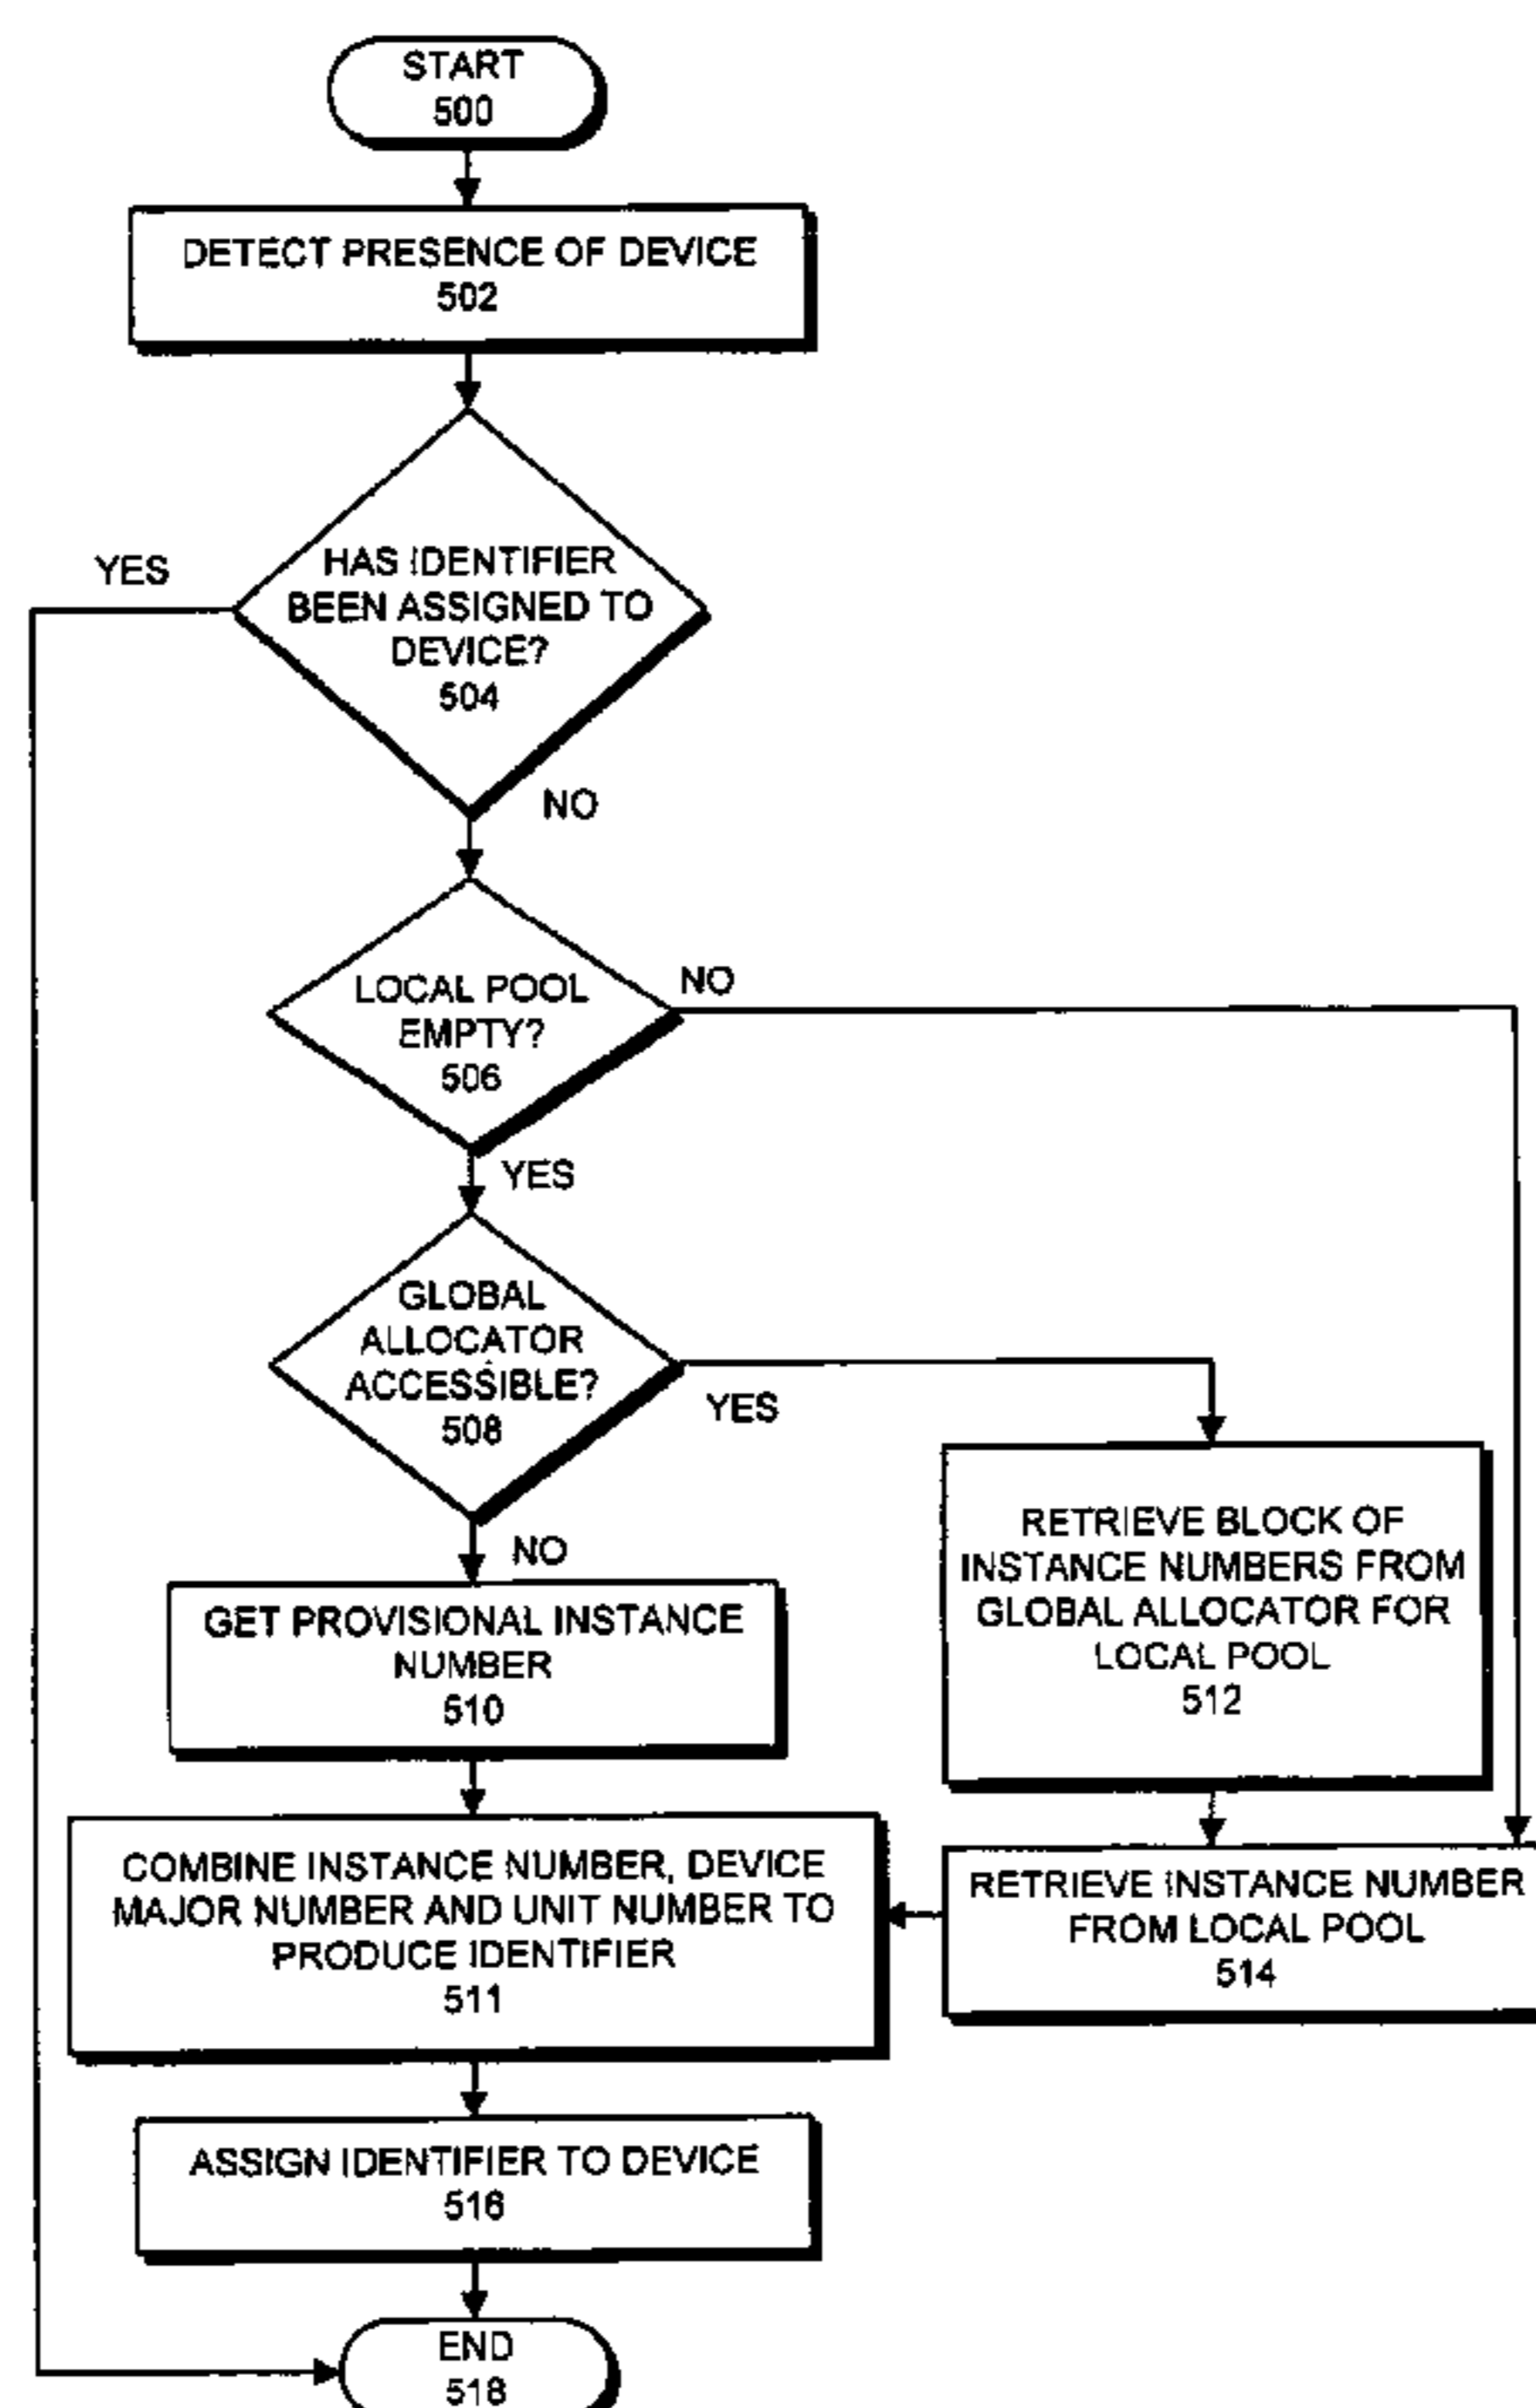 START
500
DETECT PRESENCE OF DEVICE
502
YES
HAS IDENTIFIER
BEEN ASSIGNED TO
DEVICE?
504
NO
LOCAL POOL
EMPTY?
506
NO
YES
GLOBAL
ALLOCATOR
ACCESSIBLE?
508
YES
NO
RETRIEVE BLOCK OF
INSTANCE NUMBERS FROM
GLOBAL ALLOCATOR FOR
LOCAL POOL
512
GET PROVISIONAL INSTANCE
NUMBER
510
COMBINE INSTANCE NUMBER, DEVICE
MAJOR NUMBER AND UNIT NUMBER TO
PRODUCE IDENTIFIER
511
RETRIEVE INSTANCE NUMBER
FROM LOCAL POOL
514
ASSIGN IDENTIFIER TO DEVICE
516
END
518